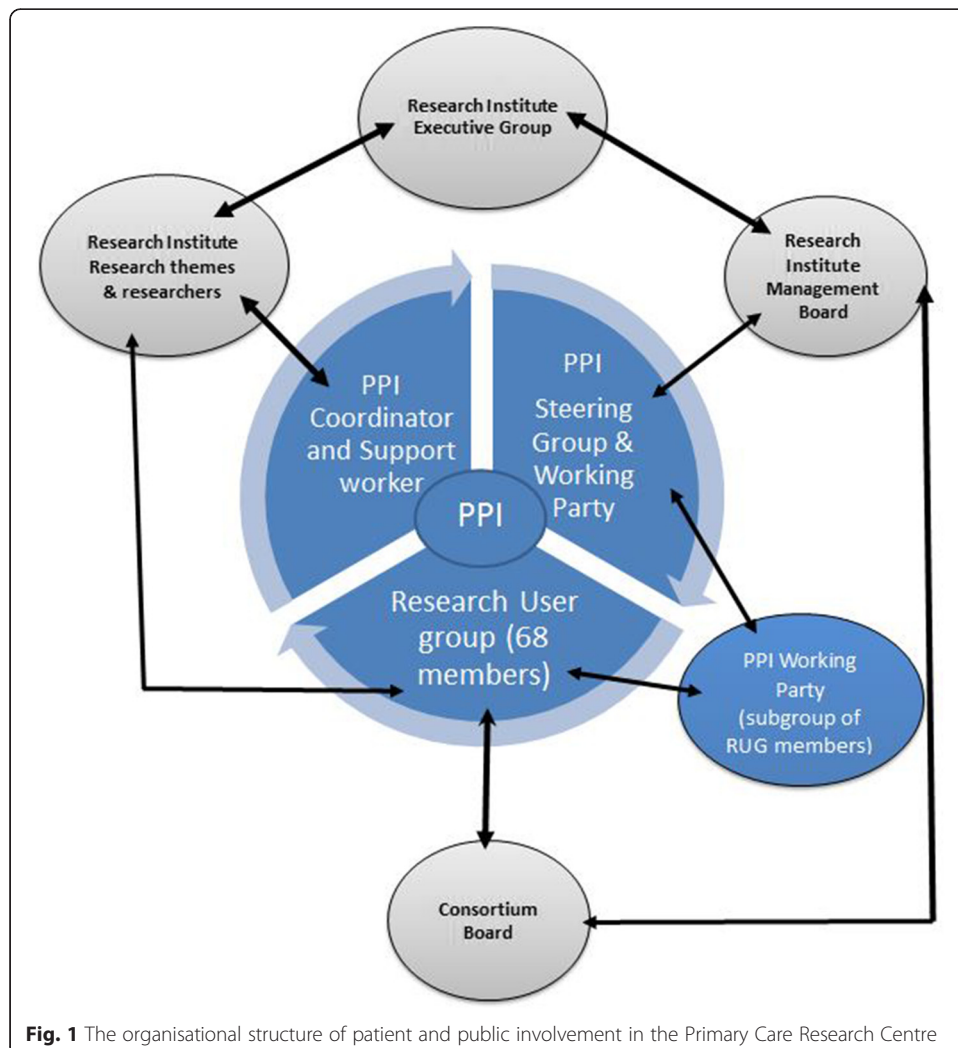 Research Institute
Executive Group
Research Institute
Research themes
& researchers
Research
Institute
Management
Board
PPI
Coordinator
and Support
worker
PPI
Steering
Group &
Working
Party
PPI
Research User
group (68
members)
PPI Working
Party
(subgroup of
RUG members)
Consortium
Board
Fig. 1 The organisational structure of patient and public involvement in the Primary Care Research Centre